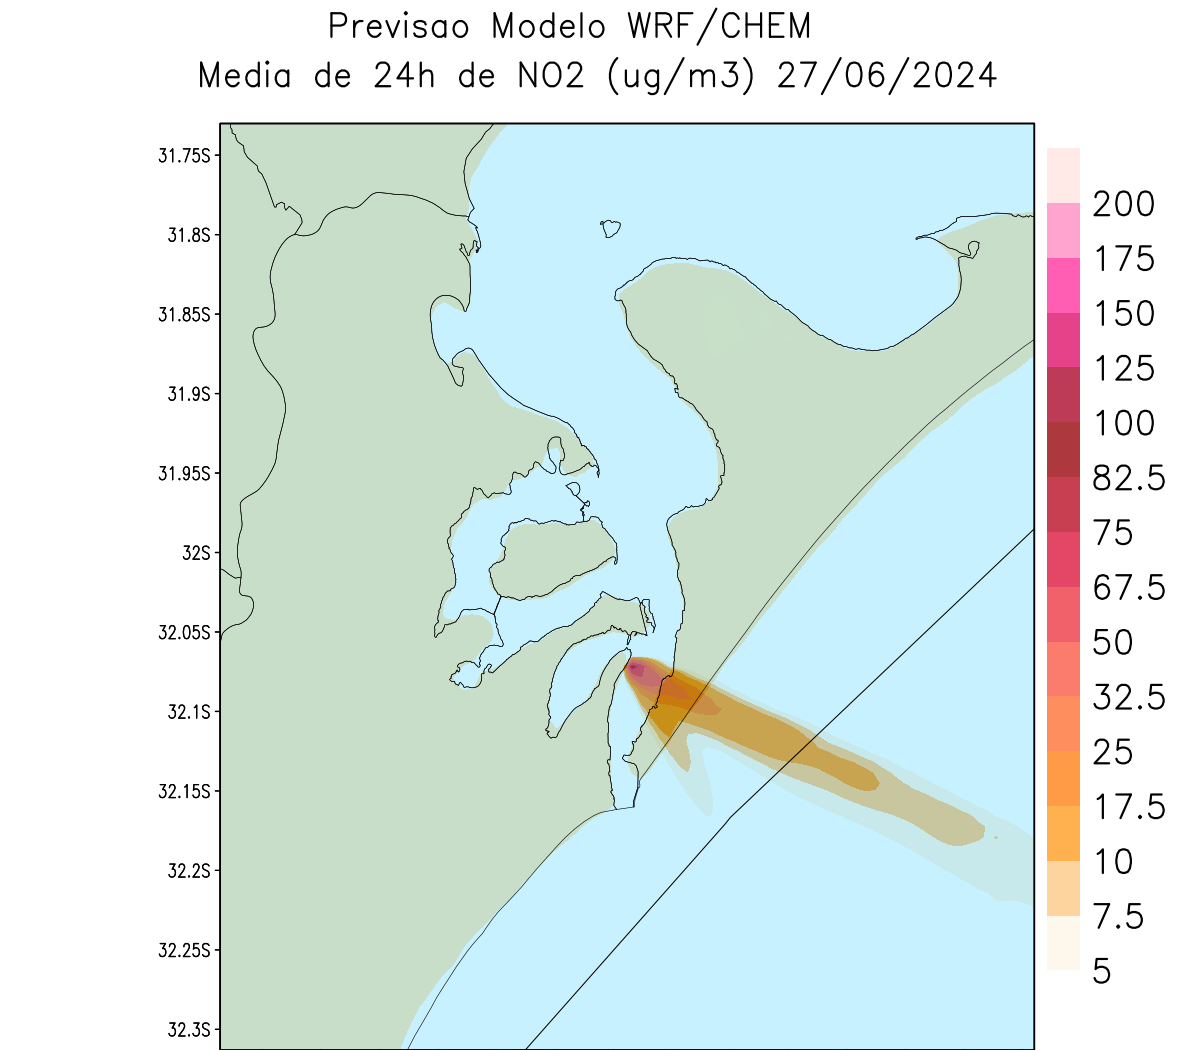 Previsao Modelo WRF/CHEM
Media de 24h de NO2 (ug/m3) 27/06/2024
31.75S
31.8S
31.85S
31.9S
31.95S
32S
32.05S
32.1S
32.15S
32.2S
32.25S
32.3S
200
175
150
125
100
82.5
75
67.5
50
32.5
25
17.5
10
7.5
5